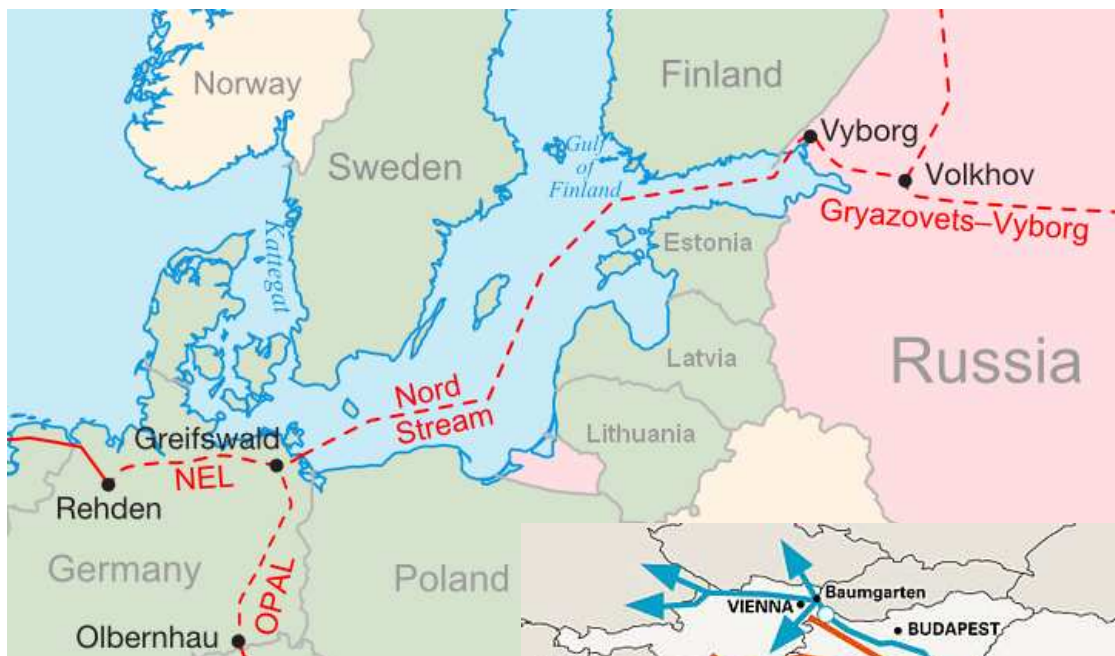 Norway
Finland
Sweden
Gulf
of
Finland
Vyborg
Volkhov
Gryazovets–Vyborg
Kattegat
Estonia
Latvia
Russia
Nord
Stream
Lithuania
Greifswald
NEL
Rehden
Germany
OPAL
Poland
Olbernhau
Baumgarten
VIENNA
BUDAPEST